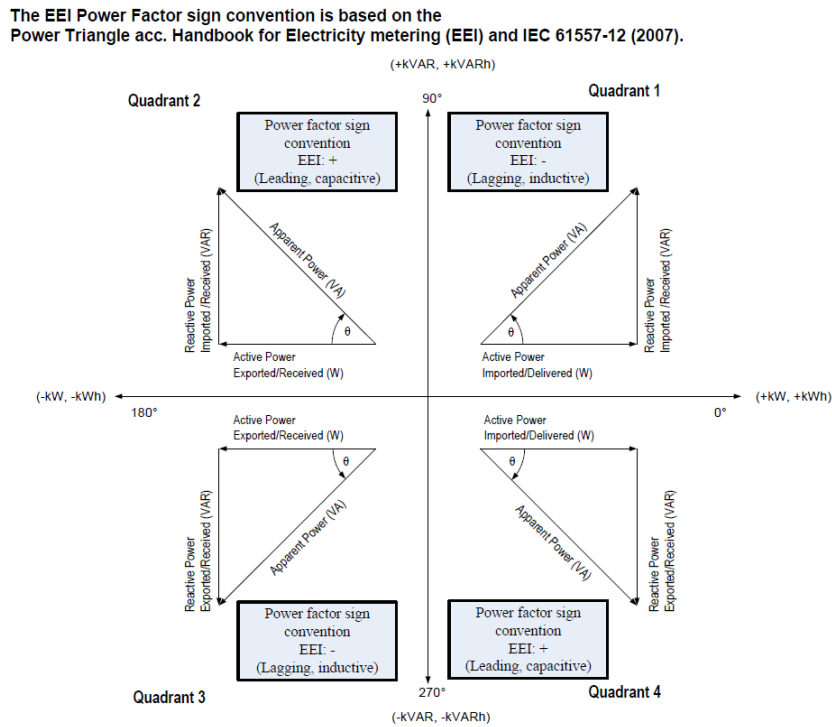 The EEI Power Factor sign convention is based on the
Power Triangle acc. Handbook for Electricity metering (EEI) and IEC 61557-12 (2007).
(+kVAR, +kVARh)
Quadrant 2
Quadrant 1
90°
Power factor sign
convention
EEI: +
(Leading, capacitive)
Power factor sign
convention
EEI: -
(Lagging, inductive)
Reactive Power
Imported /Received (VAR)
Apparent Power (VA)
θ
Active Power
Exported/Received (W)
Apparent Power (VA)
θ
Active Power
Imported/Delivered (W)
Reactive Power
Imported /Received (VAR)
(-kW, -kWh)
180°
0°
(+kW, +kWh)
Active Power
Exported/Received (W)
θ
Reactive Power
Exported/Received (VAR)
Apparent Power (VA)
Active Power
Imported/Delivered (W)
θ
Apparent Power (VA)
Reactive Power
Exported/Received (VAR)
Power factor sign
convention
EEI: -
(Lagging, inductive)
Power factor sign
convention
EEI: +
(Leading, capacitive)
Quadrant 3
270°
Quadrant 4
(-kVAR, -kVARh)